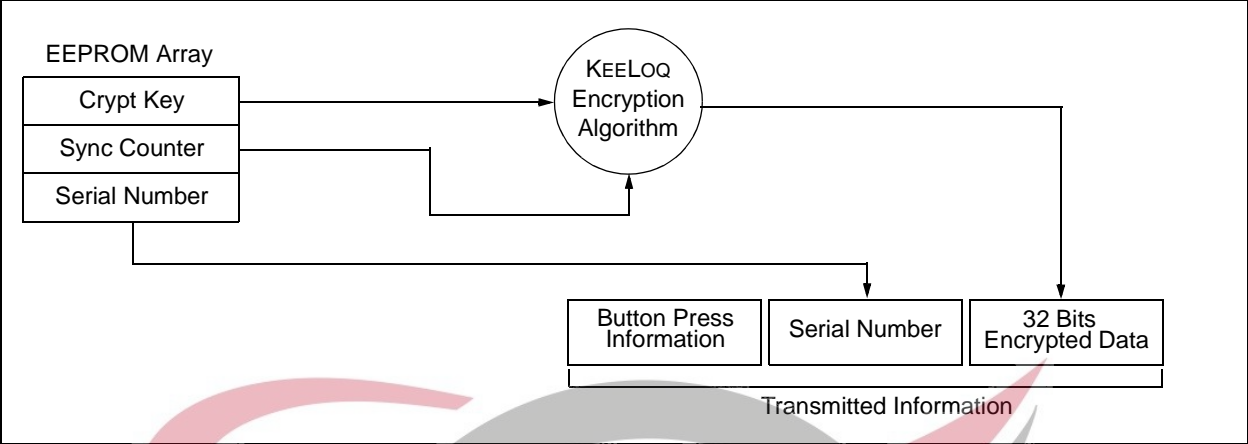 EEPROM Array
Crypt Key
Sync Counter
Serial Number
KEELOQ
Encryption
Algorithm
Button Press
Information
Serial Number
32 Bits
Encrypted Data
Transmitted Information